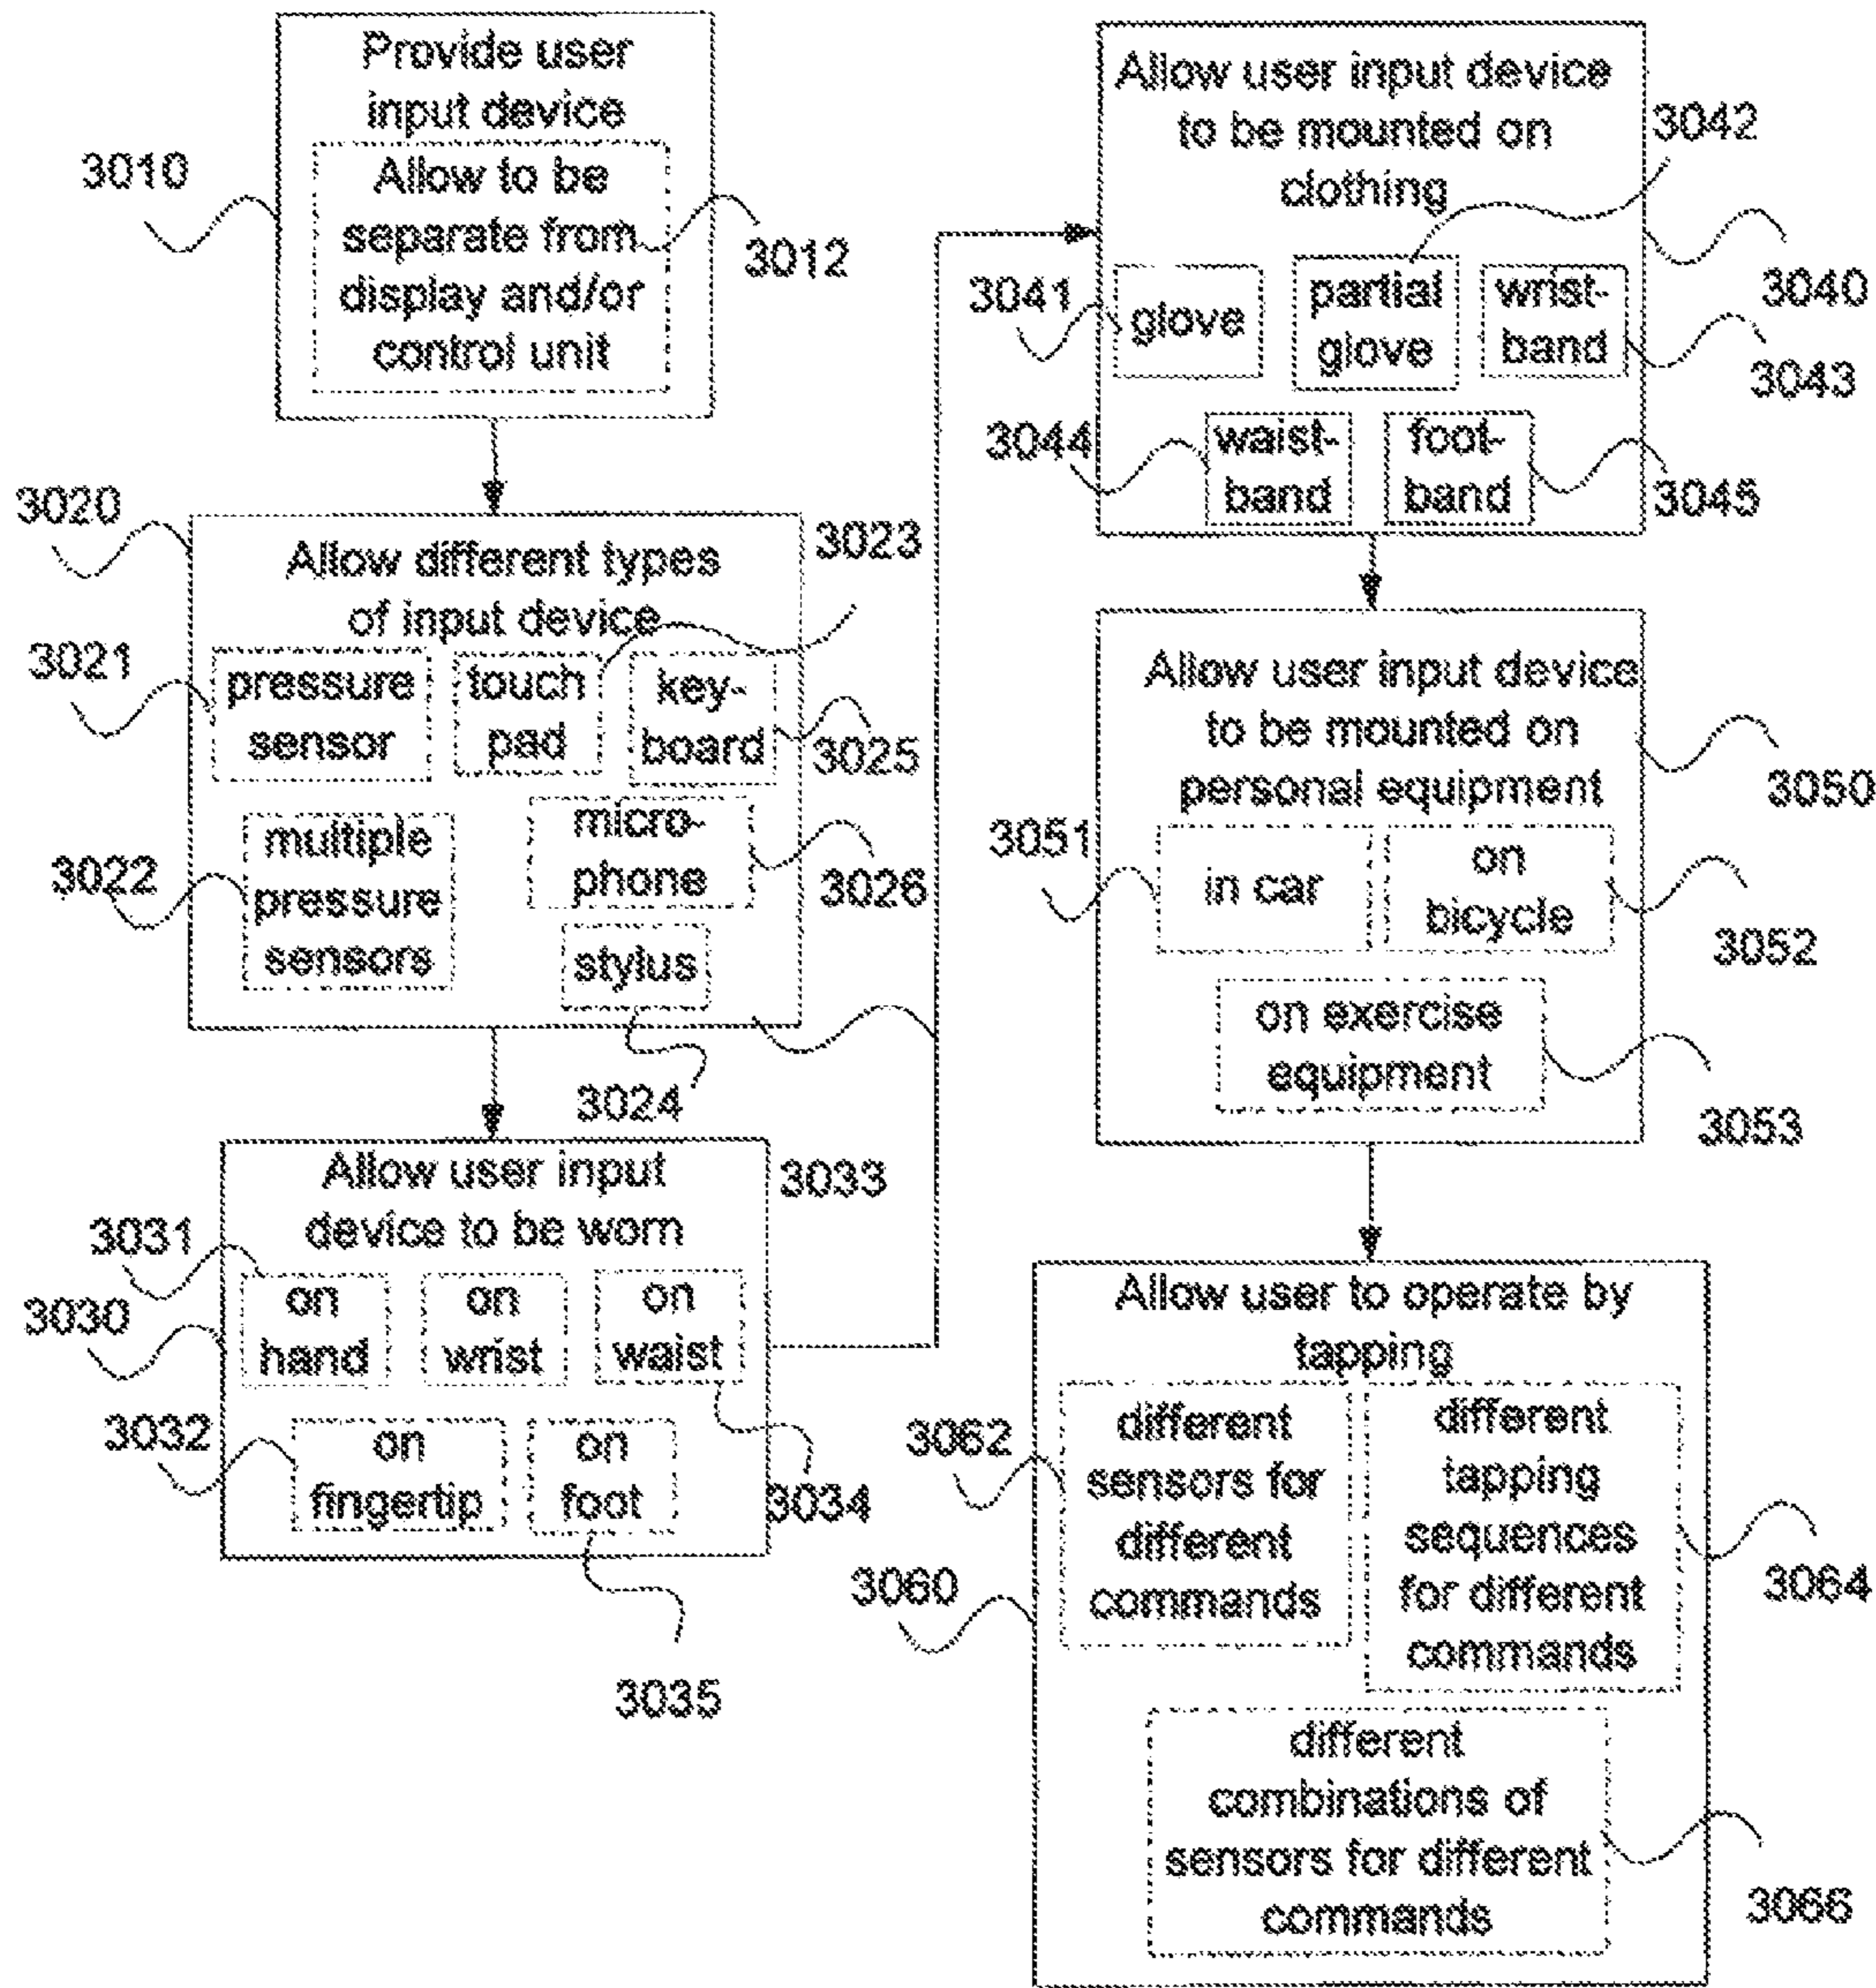 Provide user
input device
Allow to be
separate from
display and/or
control unit
3010
3012
3020
Allow different types
of input device
3023
3021
pressure
sensor
touch
pad
key-
board
3025
3022
multiple
pressure
sensors
micro-
phone
3026
stylus
3024
Allow user input
device to be worn
3033
3031
3030
on
hand
on
wrist
on
waist
3032
on
fingertip
on
foot
3034
3035
Allow user input device
to be mounted on
clothing
3042
3040
3041
glove
partial
glove
wrist-
band
3043
3044
waist-
band
foot-
band
3045
Allow user input device
to be mounted on
personal equipment
3050
3051
in car
on
bicycle
3052
on exercise
equipment
3053
Allow user to operate by
tapping
3062
different
sensors for
different
commands
different
tapping
sequences
for different
commands
3064
3060
different
combinations of
sensors for different
commands
3066